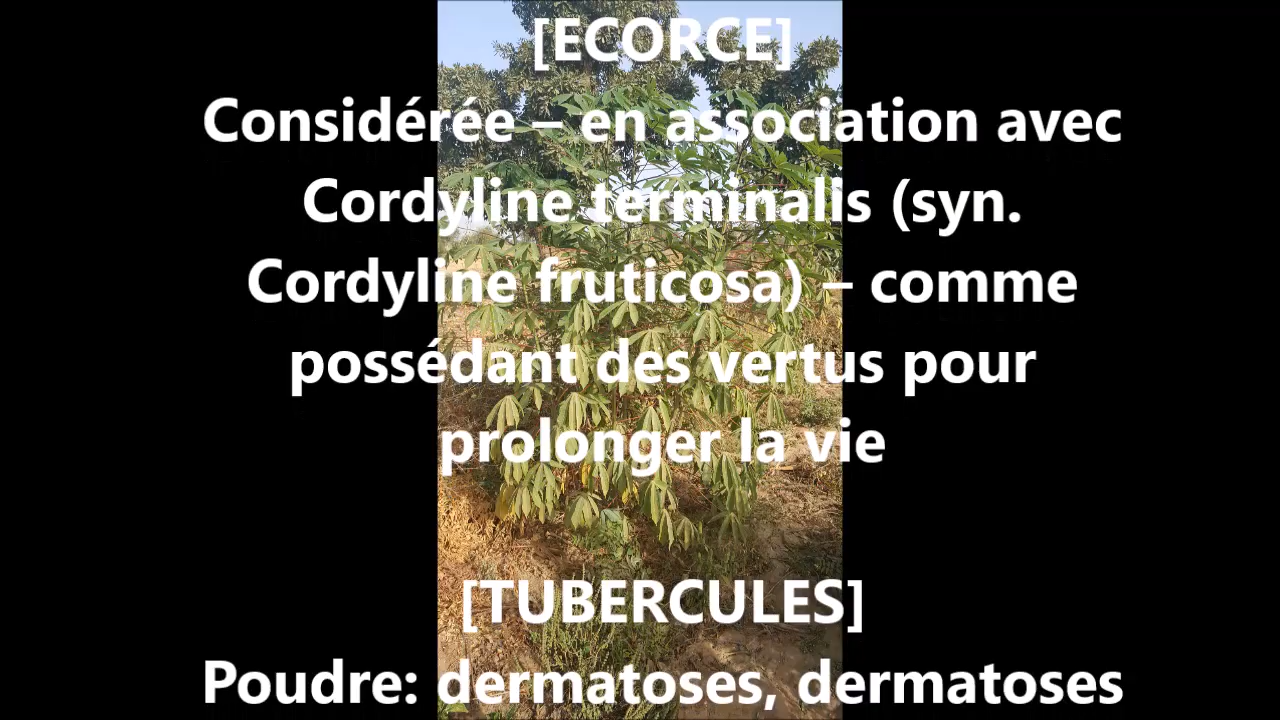 [ECORCE]
Considérée – en association avec
Cordyline terminalis (syn.
Cordyline fruticosa) – comme
possédant des vertus pour
prolonger la vie
[TUBERCULES]
Poudre: dermatoses, dermatoses